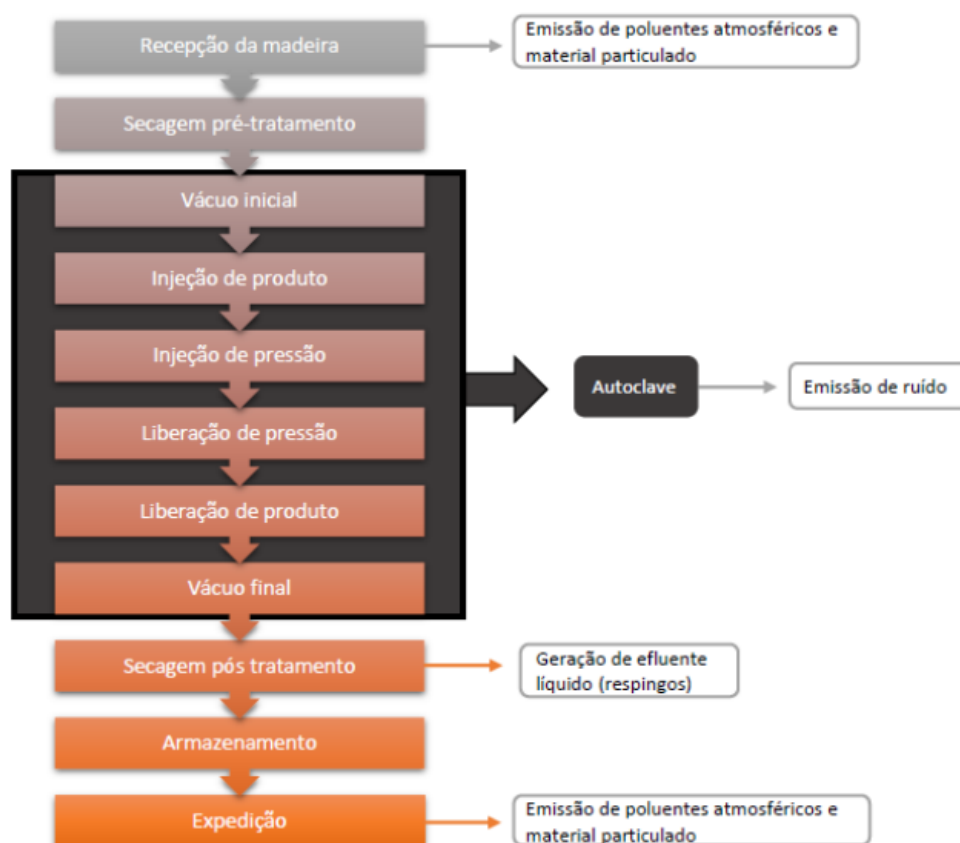 Recepção da madeira
Emissão de poluentes atmosféricos e
material particulado
Secagem pré-tratamento
Vácuo inicial
Injeção de produto
Injeção de pressão
Autoclave
Emissão de ruído
Liberação de pressão
Liberação de produto
Vácuo final
Secagem pós tratamento
Geração de efluente
líquido (respingos)
Armazenamento
Expedição
Emissão de poluentes atmosféricos e
material particulado